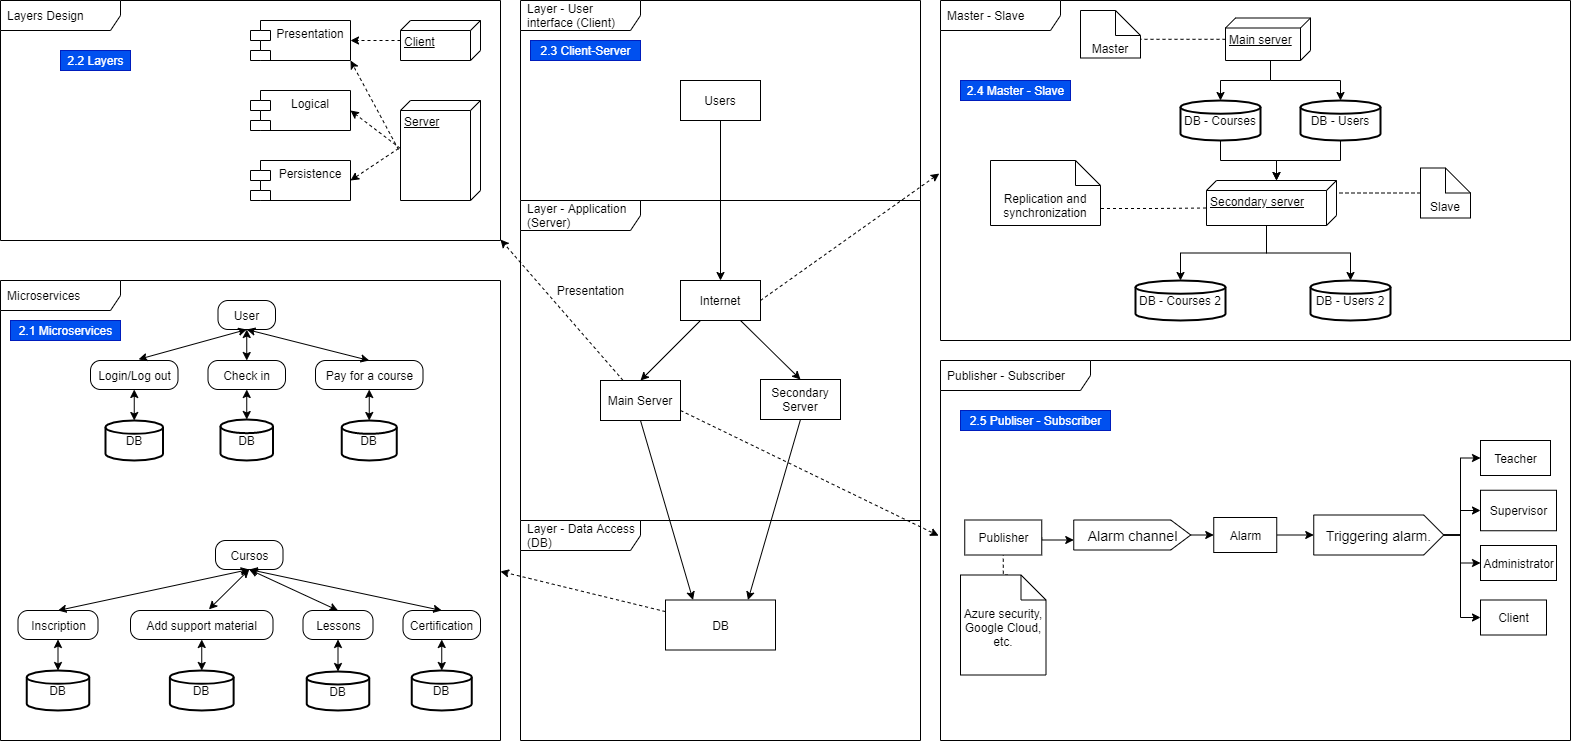 Layers Design
2.2 Layers
Presentation
Client
Logical
Server
Persistence
Microservices
2.1 Microservices
User
Login/Log out
Check in
Pay for a course
DB
DB
DB
Cursos
Inscription
Add support material
Lessons
Certification
DB
DB
DB
DB
Layer - User
interface (Client)
2.3 Client-Server
Users
Layer - Application
(Server)
Presentation
Internet
Main Server
Secondary
Server
Layer - Data Access
(DB)
DB
Master - Slave
Master
Main server
2.4 Master - Slave
DB - Courses
DB - Users
Replication and
synchronization
Secondary server
Slave
DB - Courses 2
DB - Users 2
Publisher - Subscriber
2.5 Publiser - Subscriber
Publisher
Alarm channel
Alarm
Triggering alarm.
Teacher
Supervisor
Administrator
Client
Azure security,
Google Cloud,
etc.